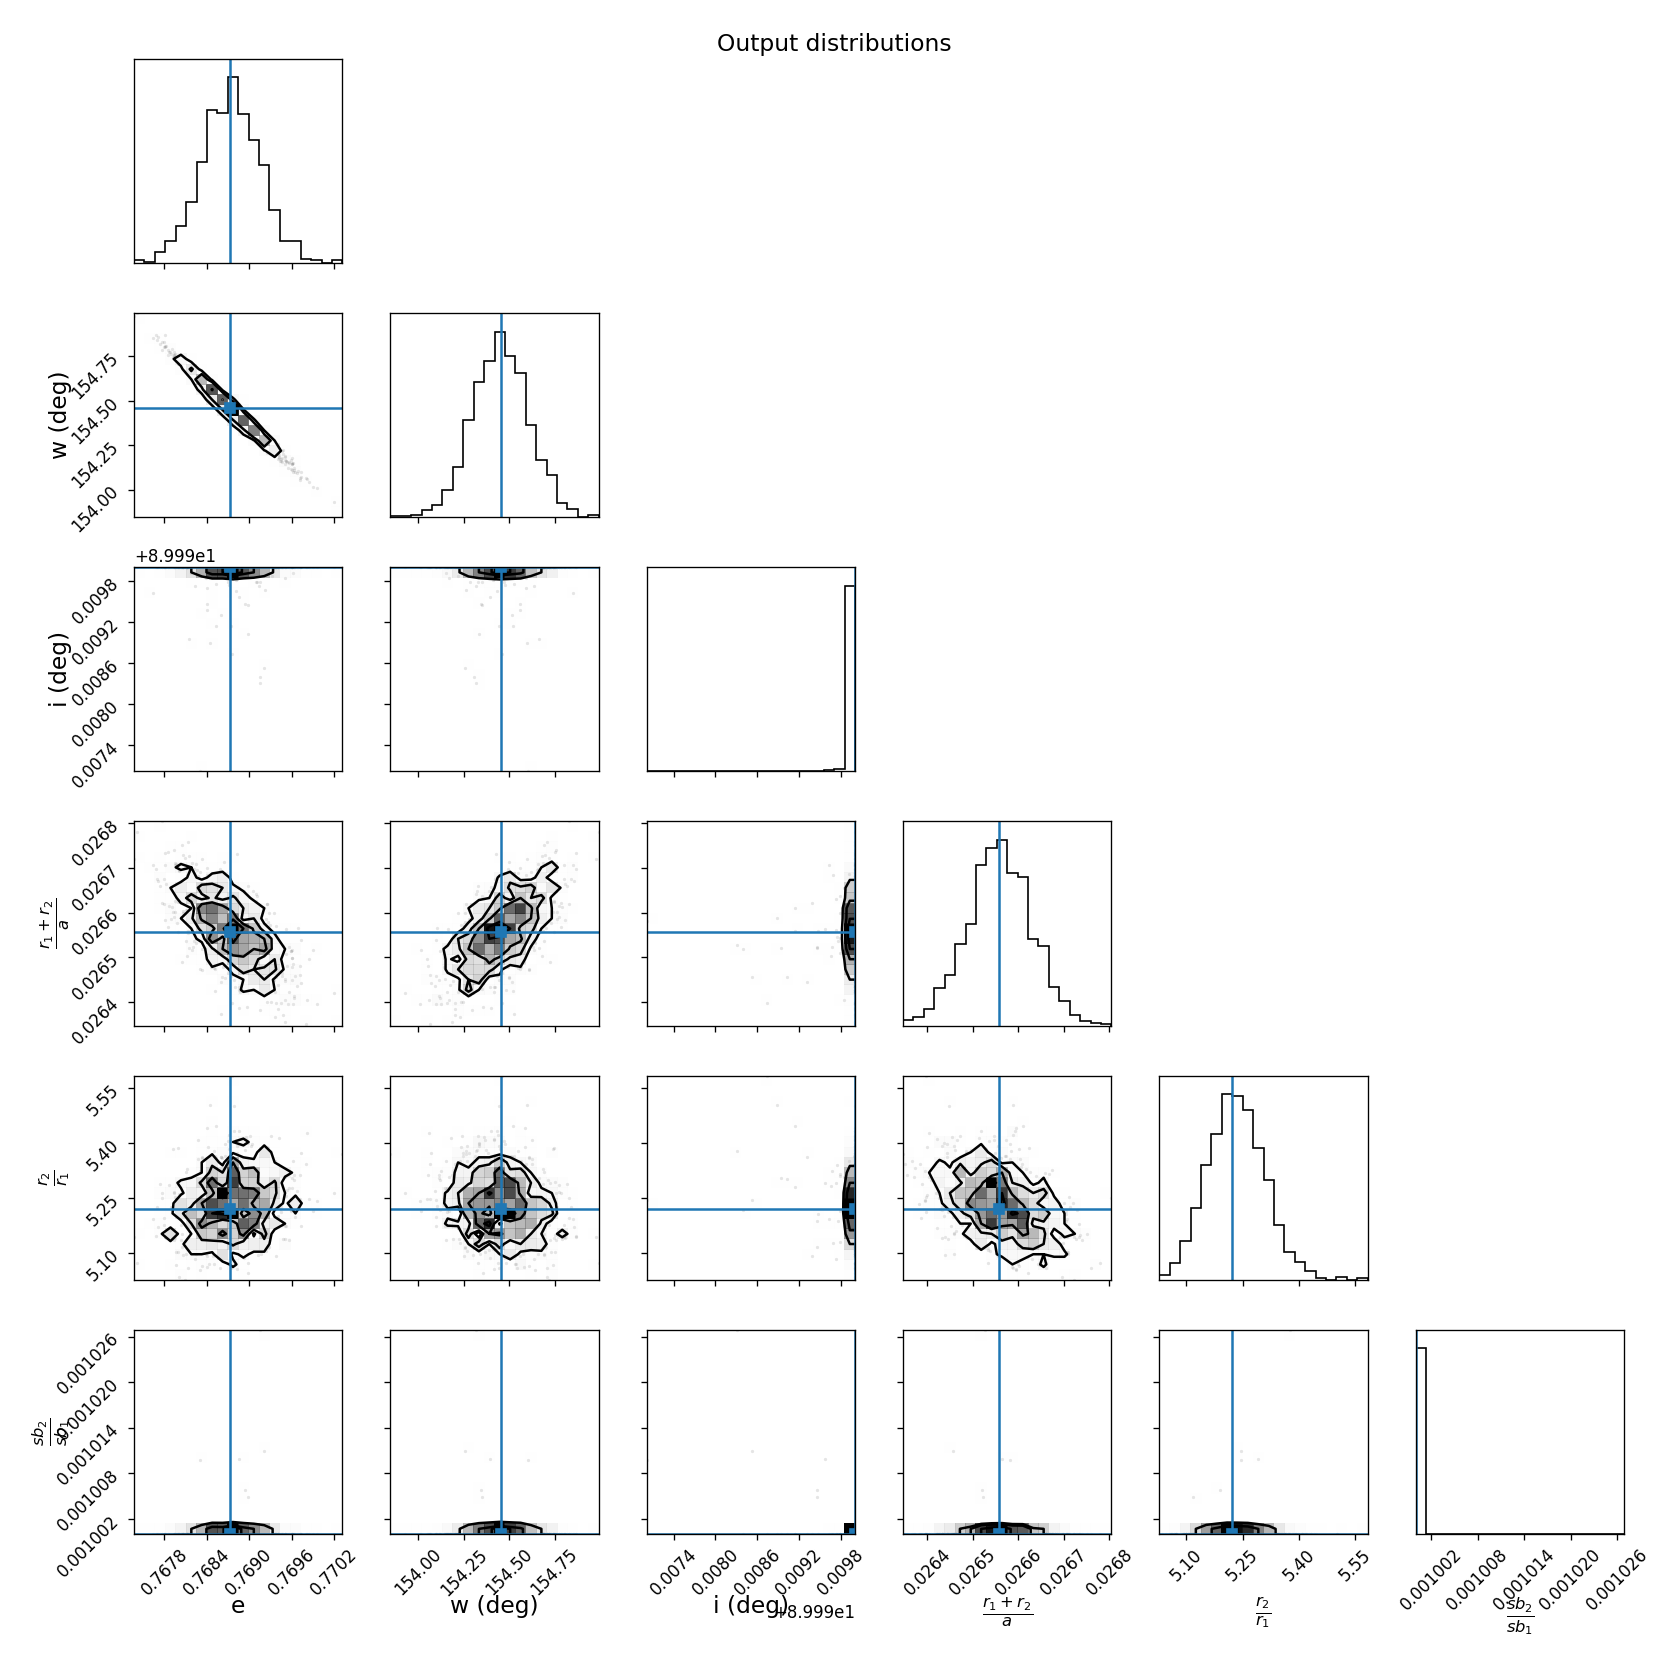 Output distributions
154.75
154.50
154.25
154.00
w (deg)
+8.999e1
0.0098
0.0092
0.0086
0.0080
0.0074
i (deg)
0.0268
0.0267
0.0266
0.0265
0.0264
r₁ + r₂
a
5.55
5.40
5.25
5.10
r₂
r₁
0.001026
0.001020
0.001014
0.001008
0.001002
sb₂
sb₁
0.7678 0.7684 0.7690 0.7696 0.7702
154.00 154.25 154.50 154.75
0.0074 0.0080 0.0086 0.0092 0.0098
0.0264 0.0265 0.0266 0.0267 0.0268
5.10 5.25 5.40 5.55
0.001002 0.001008 0.001014 0.001020 0.001026
e
w (deg)
i (deg)
+8.999e1
r₁ + r₂
a
r₂
r₁
sb₂
sb₁